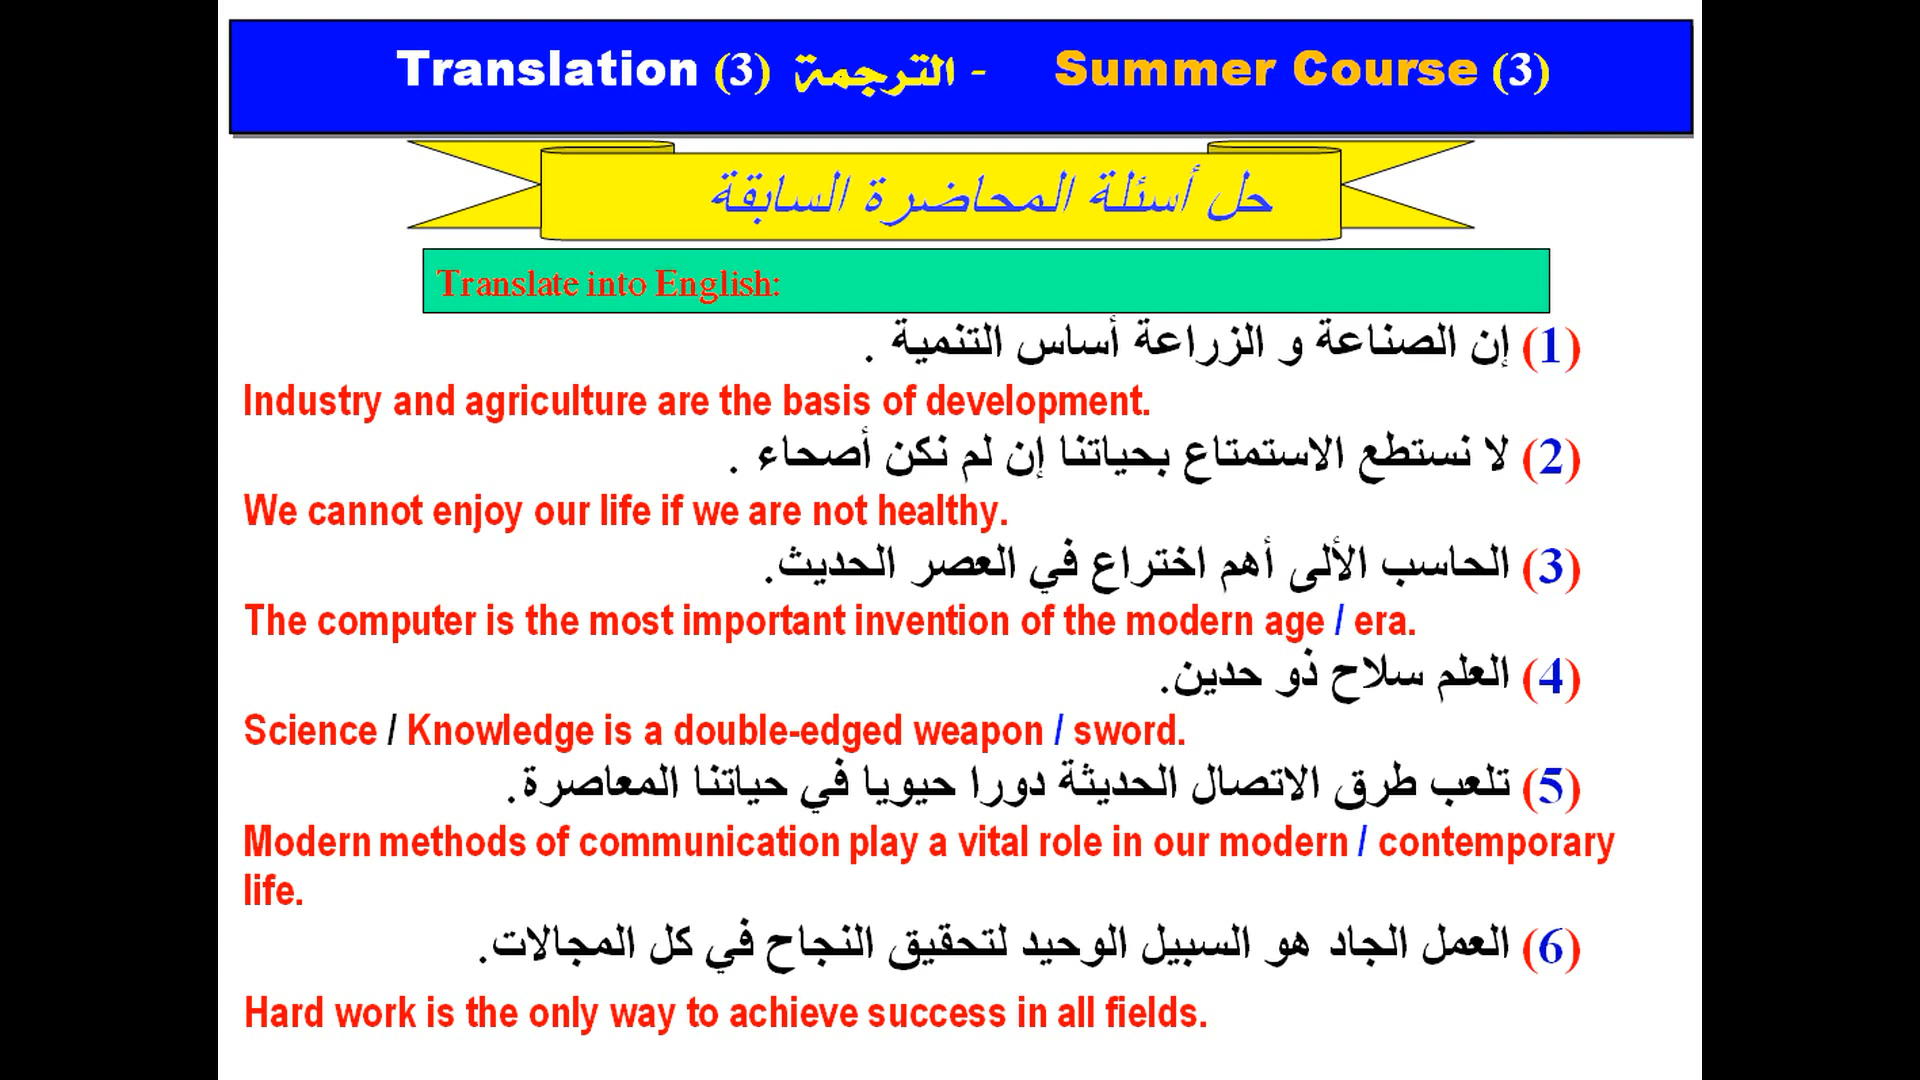 Translation (3) الترجمة - Summer Course (3)
حل أسئلة المحاضرة السابقة
Translate into English:
(1) إن الصناعة و الزراعة أساس التنمية .
Industry and agriculture are the basis of development.
(2) لا نستطع الاستمتاع بحياتنا إن لم نكن أصحاء .
We cannot enjoy our life if we are not healthy.
(3) الحاسب الألى أهم اختراع في العصر الحديث.
The computer is the most important invention of the modern age / era.
(4) العلم سلاح ذو حدين.
Science / Knowledge is a double-edged weapon / sword.
(5) تلعب طرق الاتصال الحديثة دورا حيويا في حياتنا المعاصرة.
Modern methods of communication play a vital role in our modern / contemporary
life.
(6) العمل الجاد هو السبيل الوحيد لتحقيق النجاح في كل المجالات.
Hard work is the only way to achieve success in all fields.